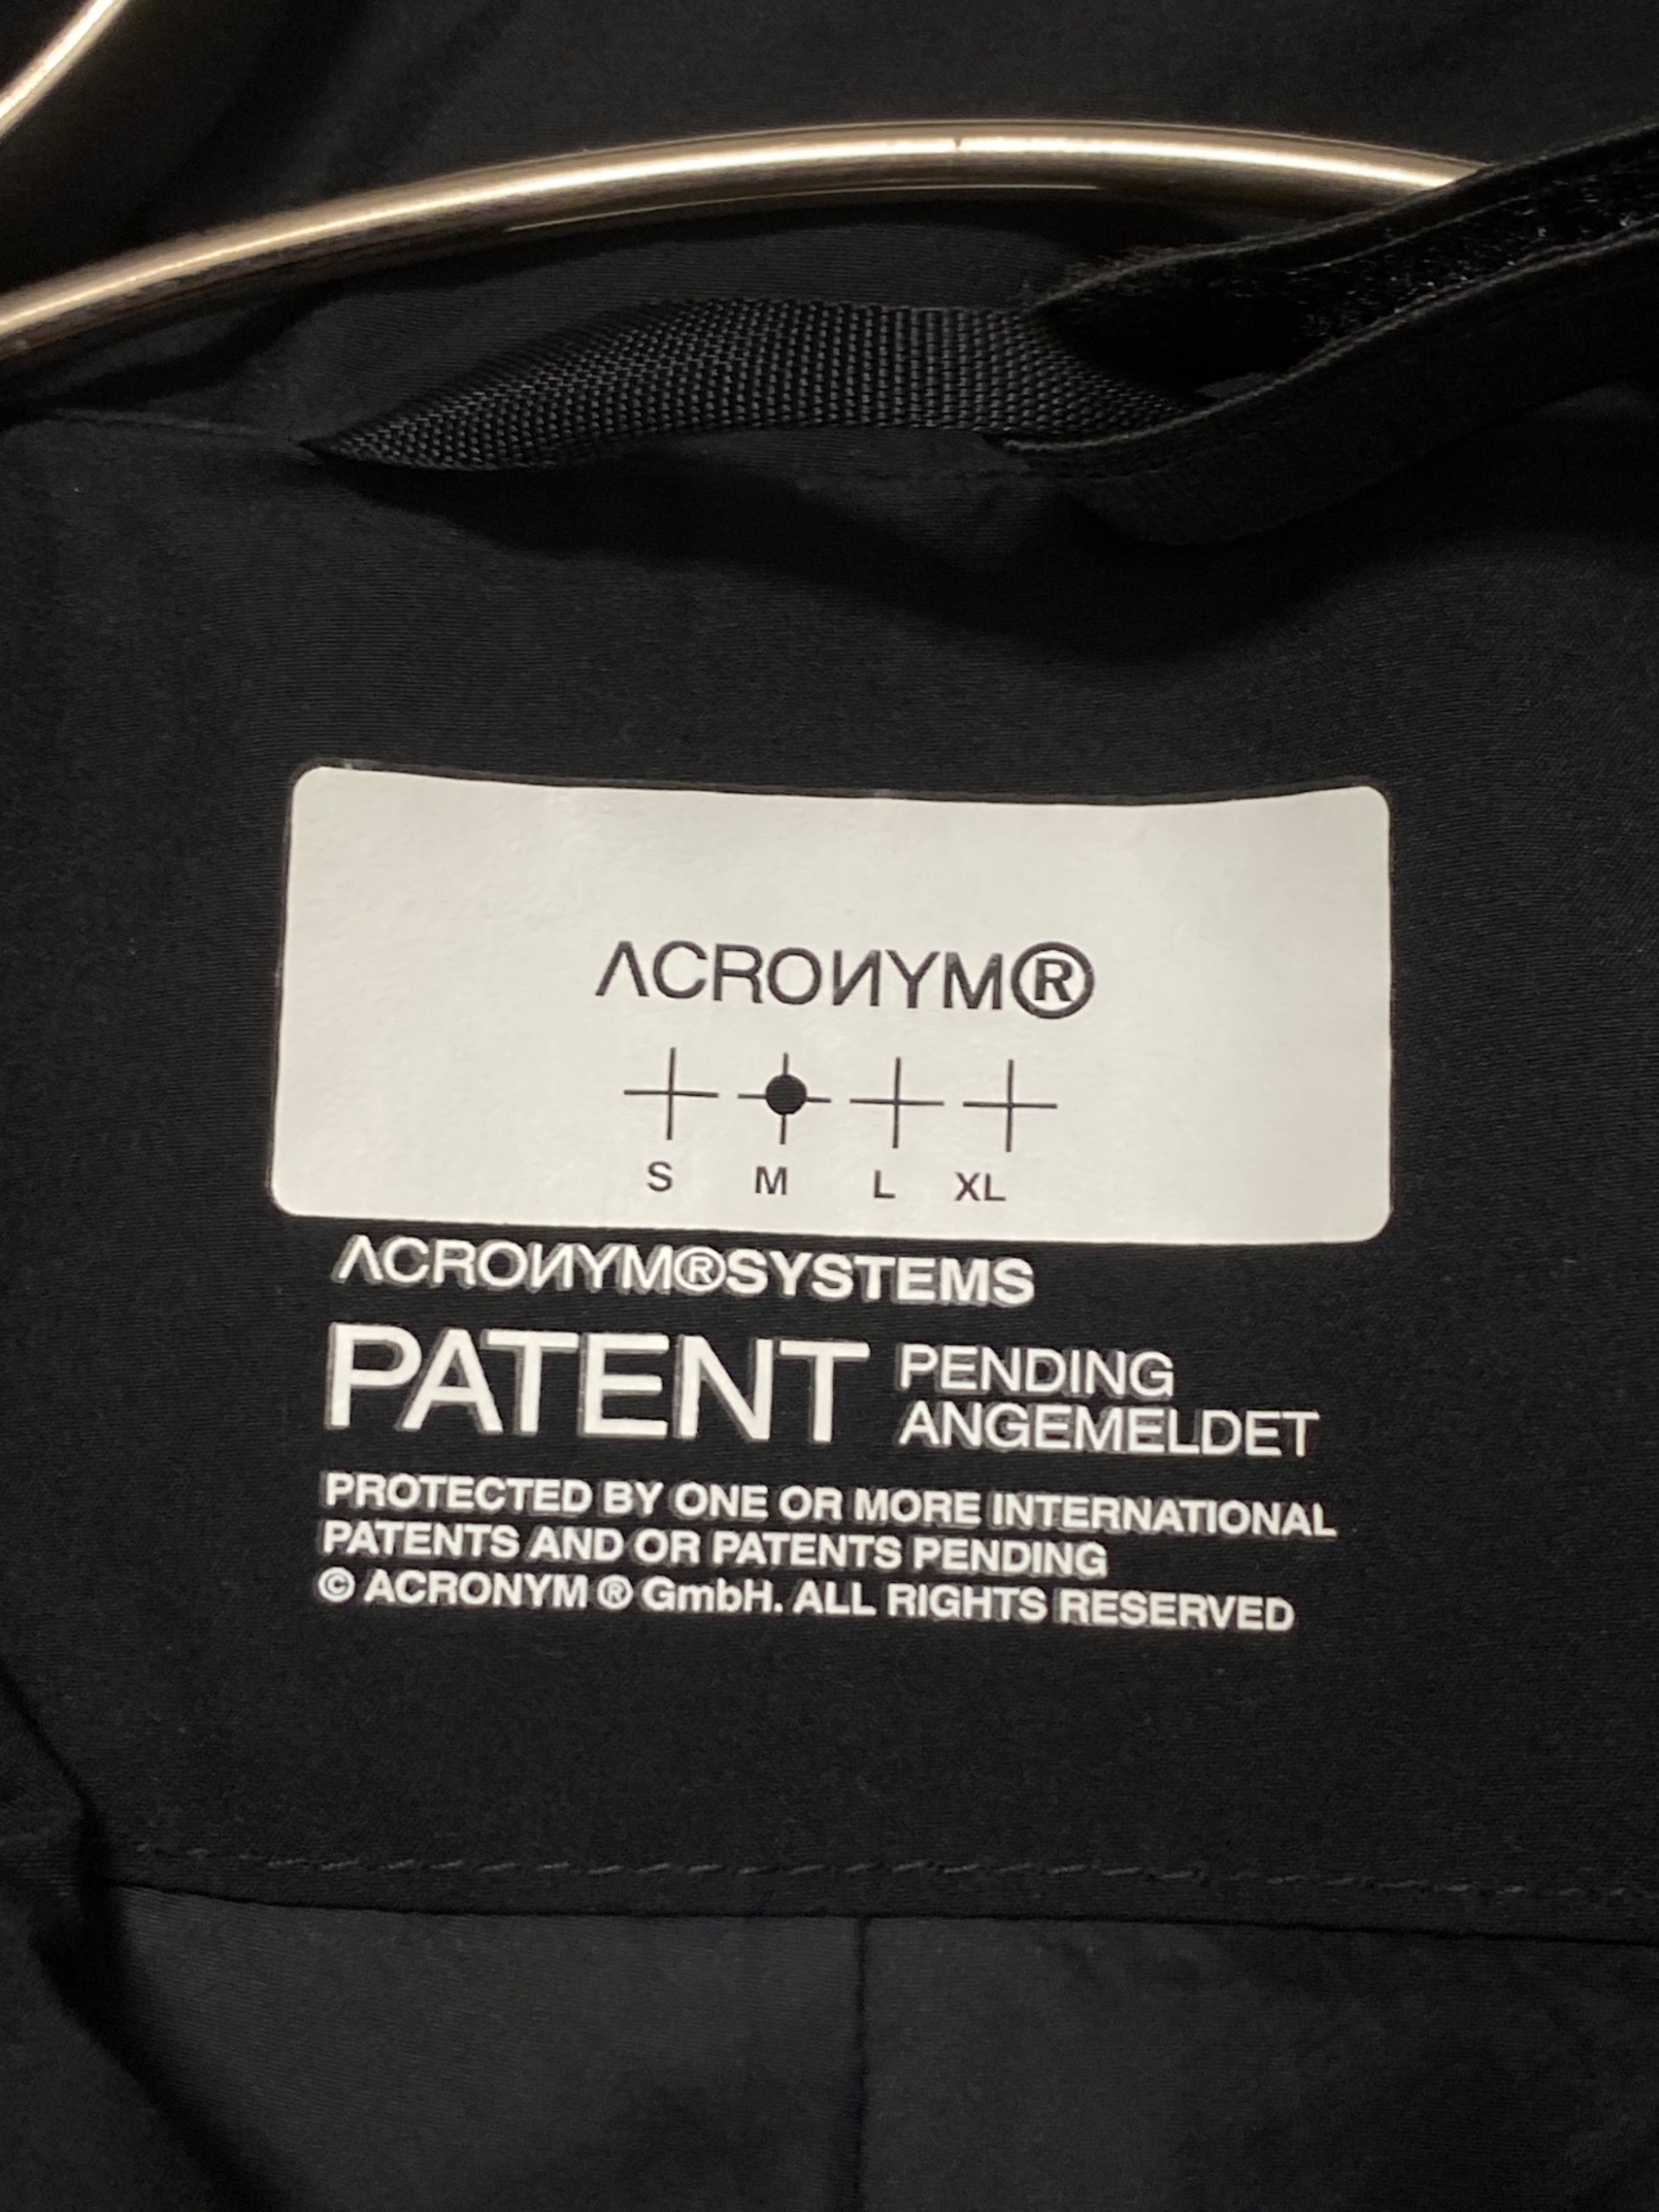 ΛCROИYM®
S M L XL
ΛCROИYM®SYSTEMS
PATENT PENDING
ANGEMELDET
PROTECTED BY ONE OR MORE INTERNATIONAL
PATENTS AND OR PATENTS PENDING
© ACRONYM ® GmbH. ALL RIGHTS RESERVED